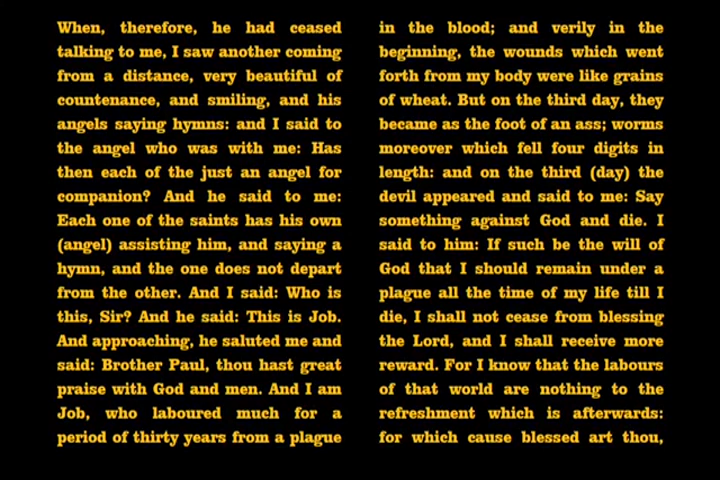 When, therefore, he had ceased
talking to me, I saw another coming
from a distance, very beautiful of
countenance, and smiling, and his
angels saying hymns: and I said to
the angel who was with me: Has
then each of the just an angel for
companion? And he said to me:
Each one of the saints has his own
(angel) assisting him, and saying a
hymn, and the one does not depart
from the other. And I said: Who is
this, Sir? And he said: This is Job.
And approaching, he saluted me and
said: Brother Paul, thou hast great
praise with God and men. And I am
Job, who laboured much for a
period of thirty years from a plague
in the blood; and verily in the
beginning, the wounds which went
forth from my body were like grains
of wheat. But on the third day, they
became as the foot of an ass; worms
moreover which fell four digits in
length: and on the third (day) the
devil appeared and said to me: Say
something against God and die. I
said to him: If such be the will of
God that I should remain under a
plague all the time of my life till I
die, I shall not cease from blessing
the Lord, and I shall receive more
reward. For I know that the labours
of that world are nothing to the
refreshment which is afterwards:
for which cause blessed art thou,